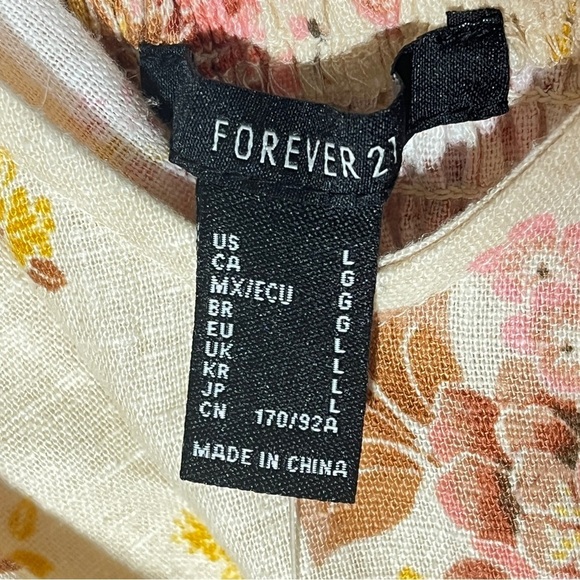 FOREVER 21
US L
CA G
MX/ECU G
BR G
EU L
UK L
KR L
JP L
CN 170/92A
MADE IN CHINA